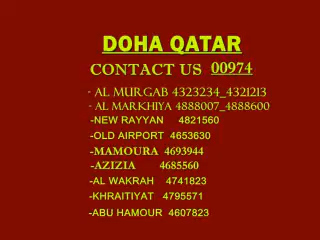 DOHA QATAR
CONTACT US 00974
- AL MURGAB 4323234_4321213
- AL MARKHIYA 4888007_4888600
-NEW RAYYAN 4821560
-OLD AIRPORT 4653630
-MAMOURA 4693944
-AZIZIA 4685560
-AL WAKRAH 4741823
-KHRAITIYAT 4795571
-ABU HAMOUR 4607823